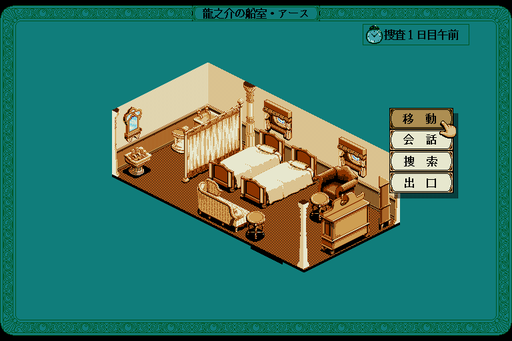 龍之介の船室・アース
捜査1日目午前
移動
会話
捜索
出口